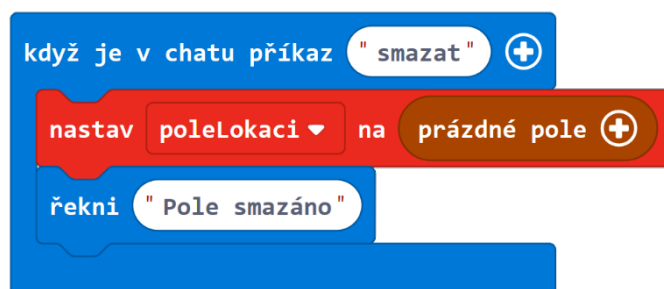 když je v chatu příkaz "smazat"
nastav poleLokaci na prázdné pole
řekni "Pole smazáno"